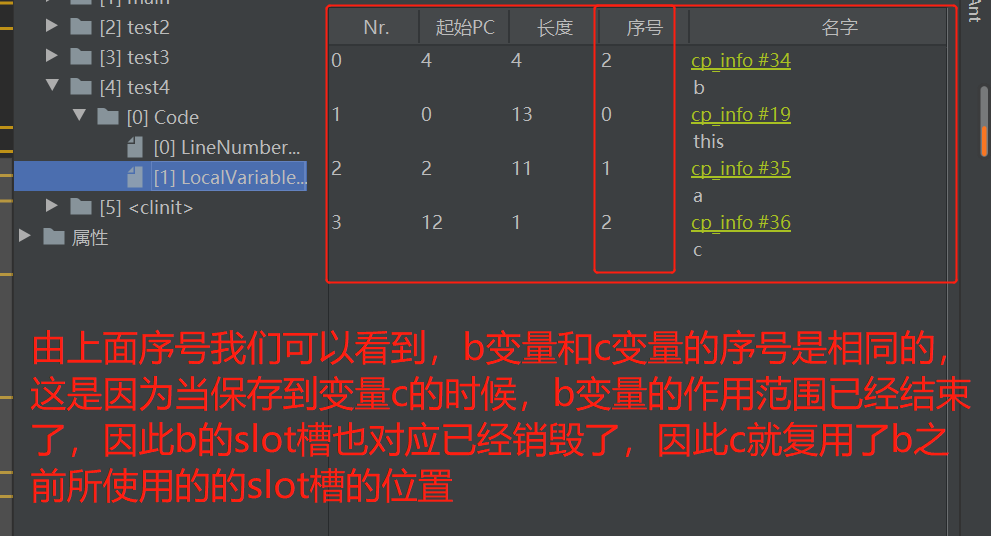 [1] main
[2] test2
[3] test3
[4] test4
[0] Code
[0] LineNumber...
[1] LocalVariable...
[5] <clinit>
属性
Nr. 起始PC 长度 序号 名字
0 4 4 2 cp_info #34
b
1 0 13 0 cp_info #19
this
2 2 11 1 cp_info #35
a
3 12 1 2 cp_info #36
c
Ant
由上面序号我们可以看到，b变量和c变量的序号是相同的，
这是因为当保存到变量c的时候，b变量的作用范围已经结束
了，因此b的slot槽也对应已经销毁了，因此c就复用了b之
前所使用的的slot槽的位置